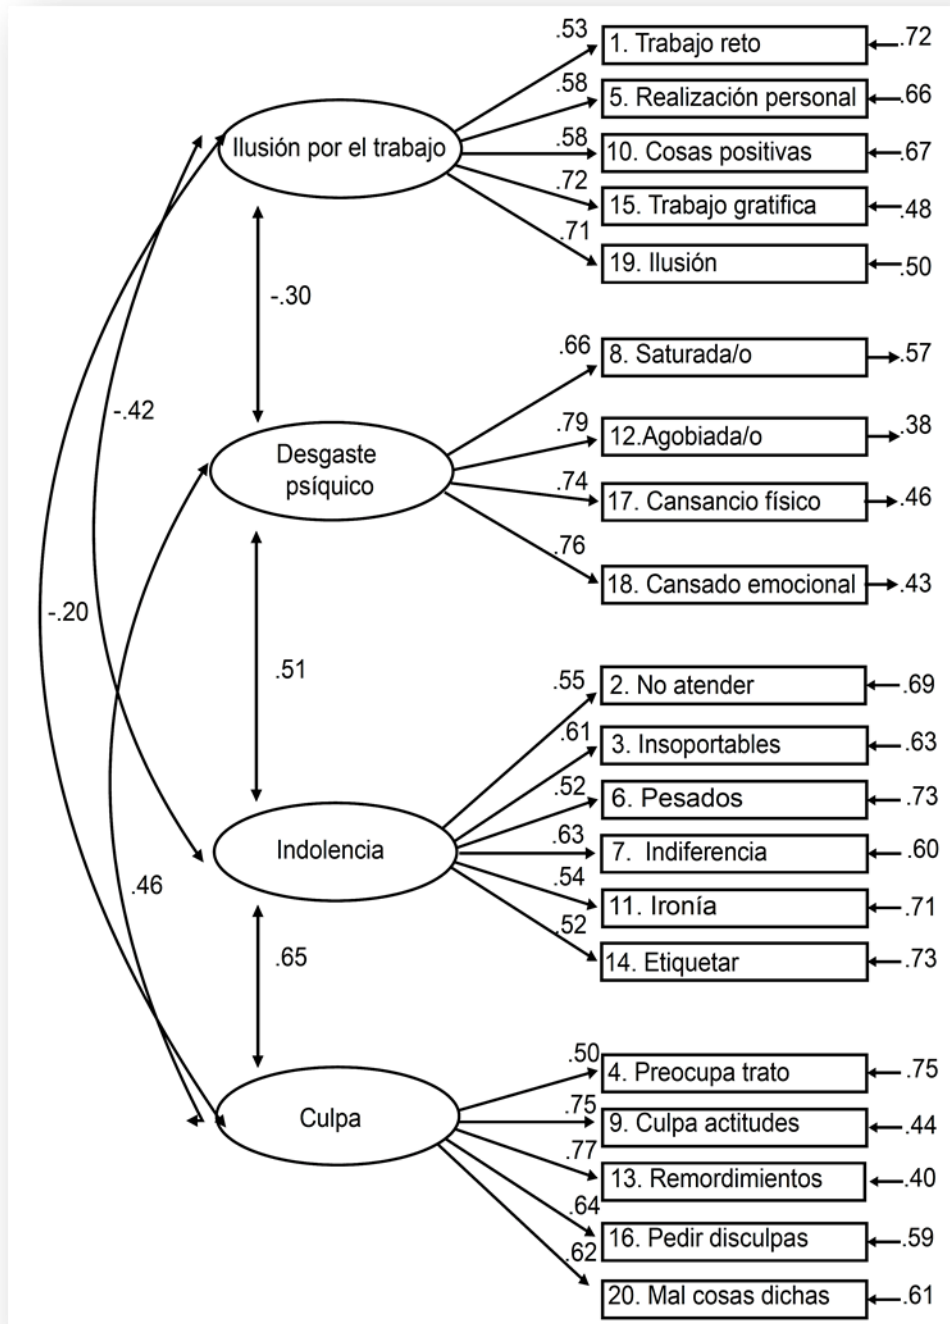 .53
1. Trabajo reto
.72
.58
5. Realización personal
.66
Ilusión por el trabajo
.58
10. Cosas positivas
.67
.72
15. Trabajo gratifica
.48
.71
19. Ilusión
.50
-.30
.66
8. Saturada/o
.57
-.42
.79
12.Agobiada/o
.38
Desgaste
psíquico
.74
17. Cansancio físico
.46
.76
18. Cansado emocional
.43
-.20
.51
.55
2. No atender
.69
.61
3. Insoportables
.63
.52
6. Pesados
.73
Indolencia
.63
7. Indiferencia
.60
.46
.54
11. Ironía
.71
.52
14. Etiquetar
.73
.65
.50
4. Preocupa trato
.75
Culpa
.75
9. Culpa actitudes
.44
.77
13. Remordimientos
.40
.64
16. Pedir disculpas
.59
.62
20. Mal cosas dichas
.61